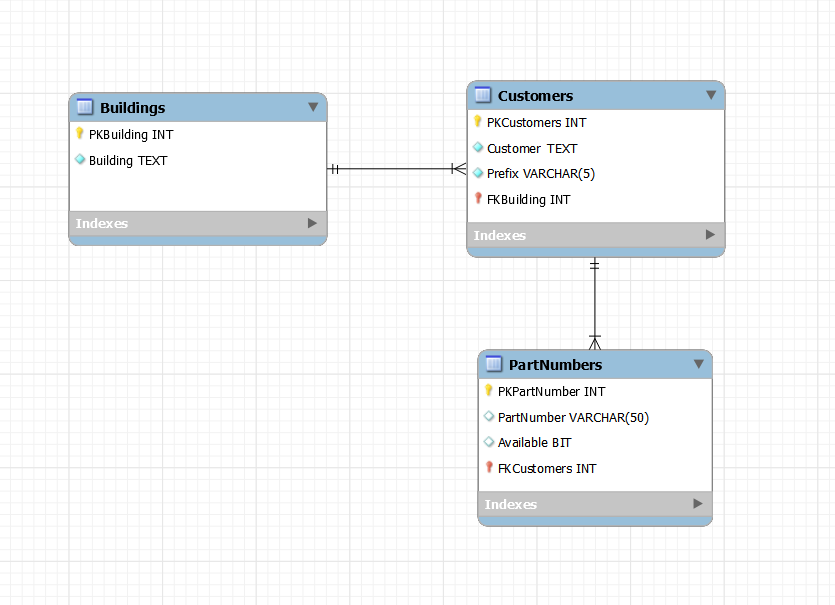 Buildings
PKBuilding INT
Building TEXT
Indexes
Customers
PKCustomers INT
Customer TEXT
Prefix VARCHAR(5)
FKBuilding INT
Indexes
PartNumbers
PKPartNumber INT
PartNumber VARCHAR(50)
Available BIT
FKCustomers INT
Indexes